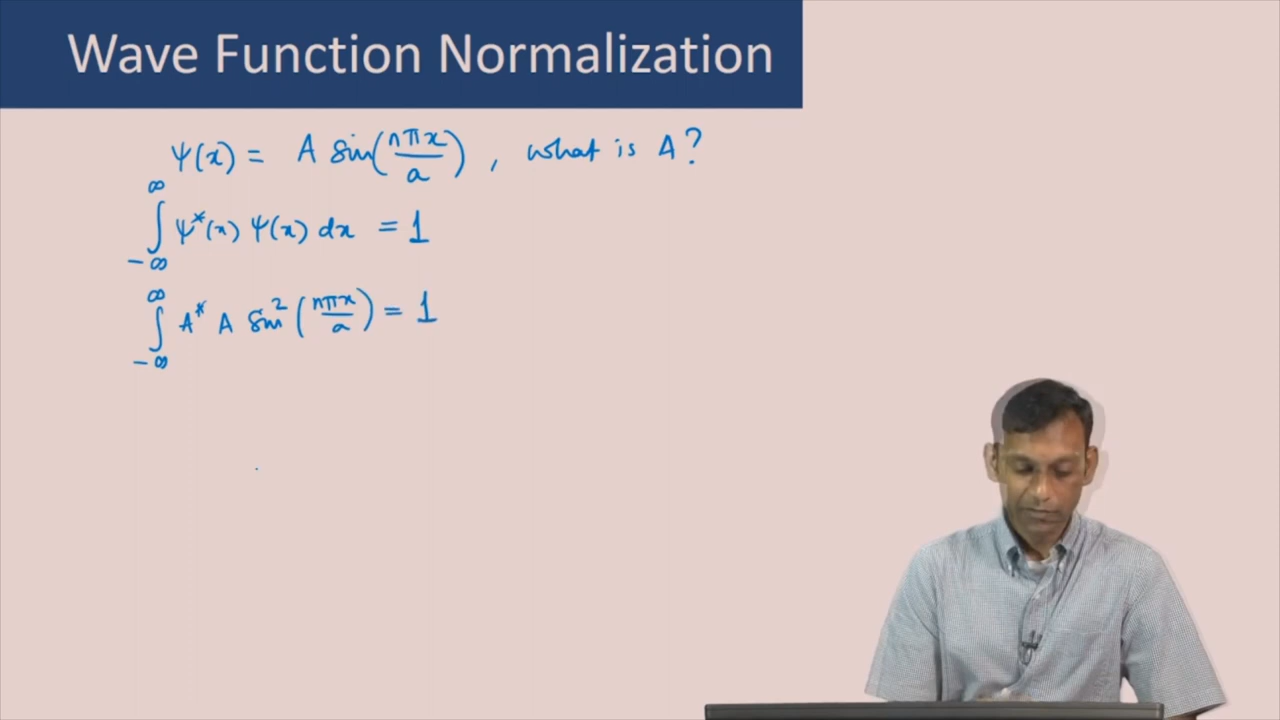 Wave Function Normalization
Ψ(x) = A Sin(nπx/a), what is A?
∫_{-∞}^{∞} Ψ*(x) Ψ(x) dx = 1
∫_{-∞}^{∞} A* A Sin²(nπx/a) = 1